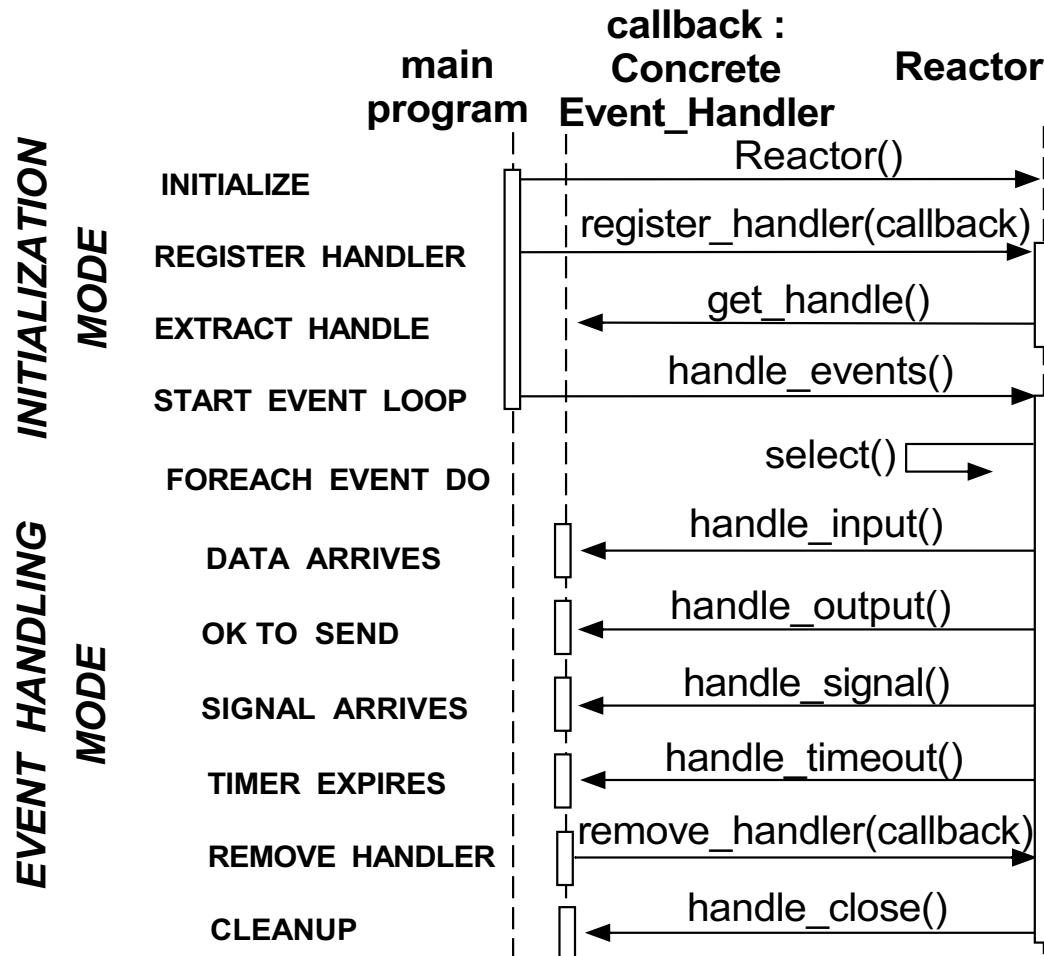 callback :
main Concrete Reactor
program Event_Handler
INITIALIZATION
MODE
INITIALIZE Reactor()
REGISTER HANDLER register_handler(callback)
EXTRACT HANDLE get_handle()
START EVENT LOOP handle_events()
FOREACH EVENT DO select()
EVENT HANDLING
MODE
DATA ARRIVES handle_input()
OK TO SEND handle_output()
SIGNAL ARRIVES handle_signal()
TIMER EXPIRES handle_timeout()
REMOVE HANDLER remove_handler(callback)
CLEANUP handle_close()